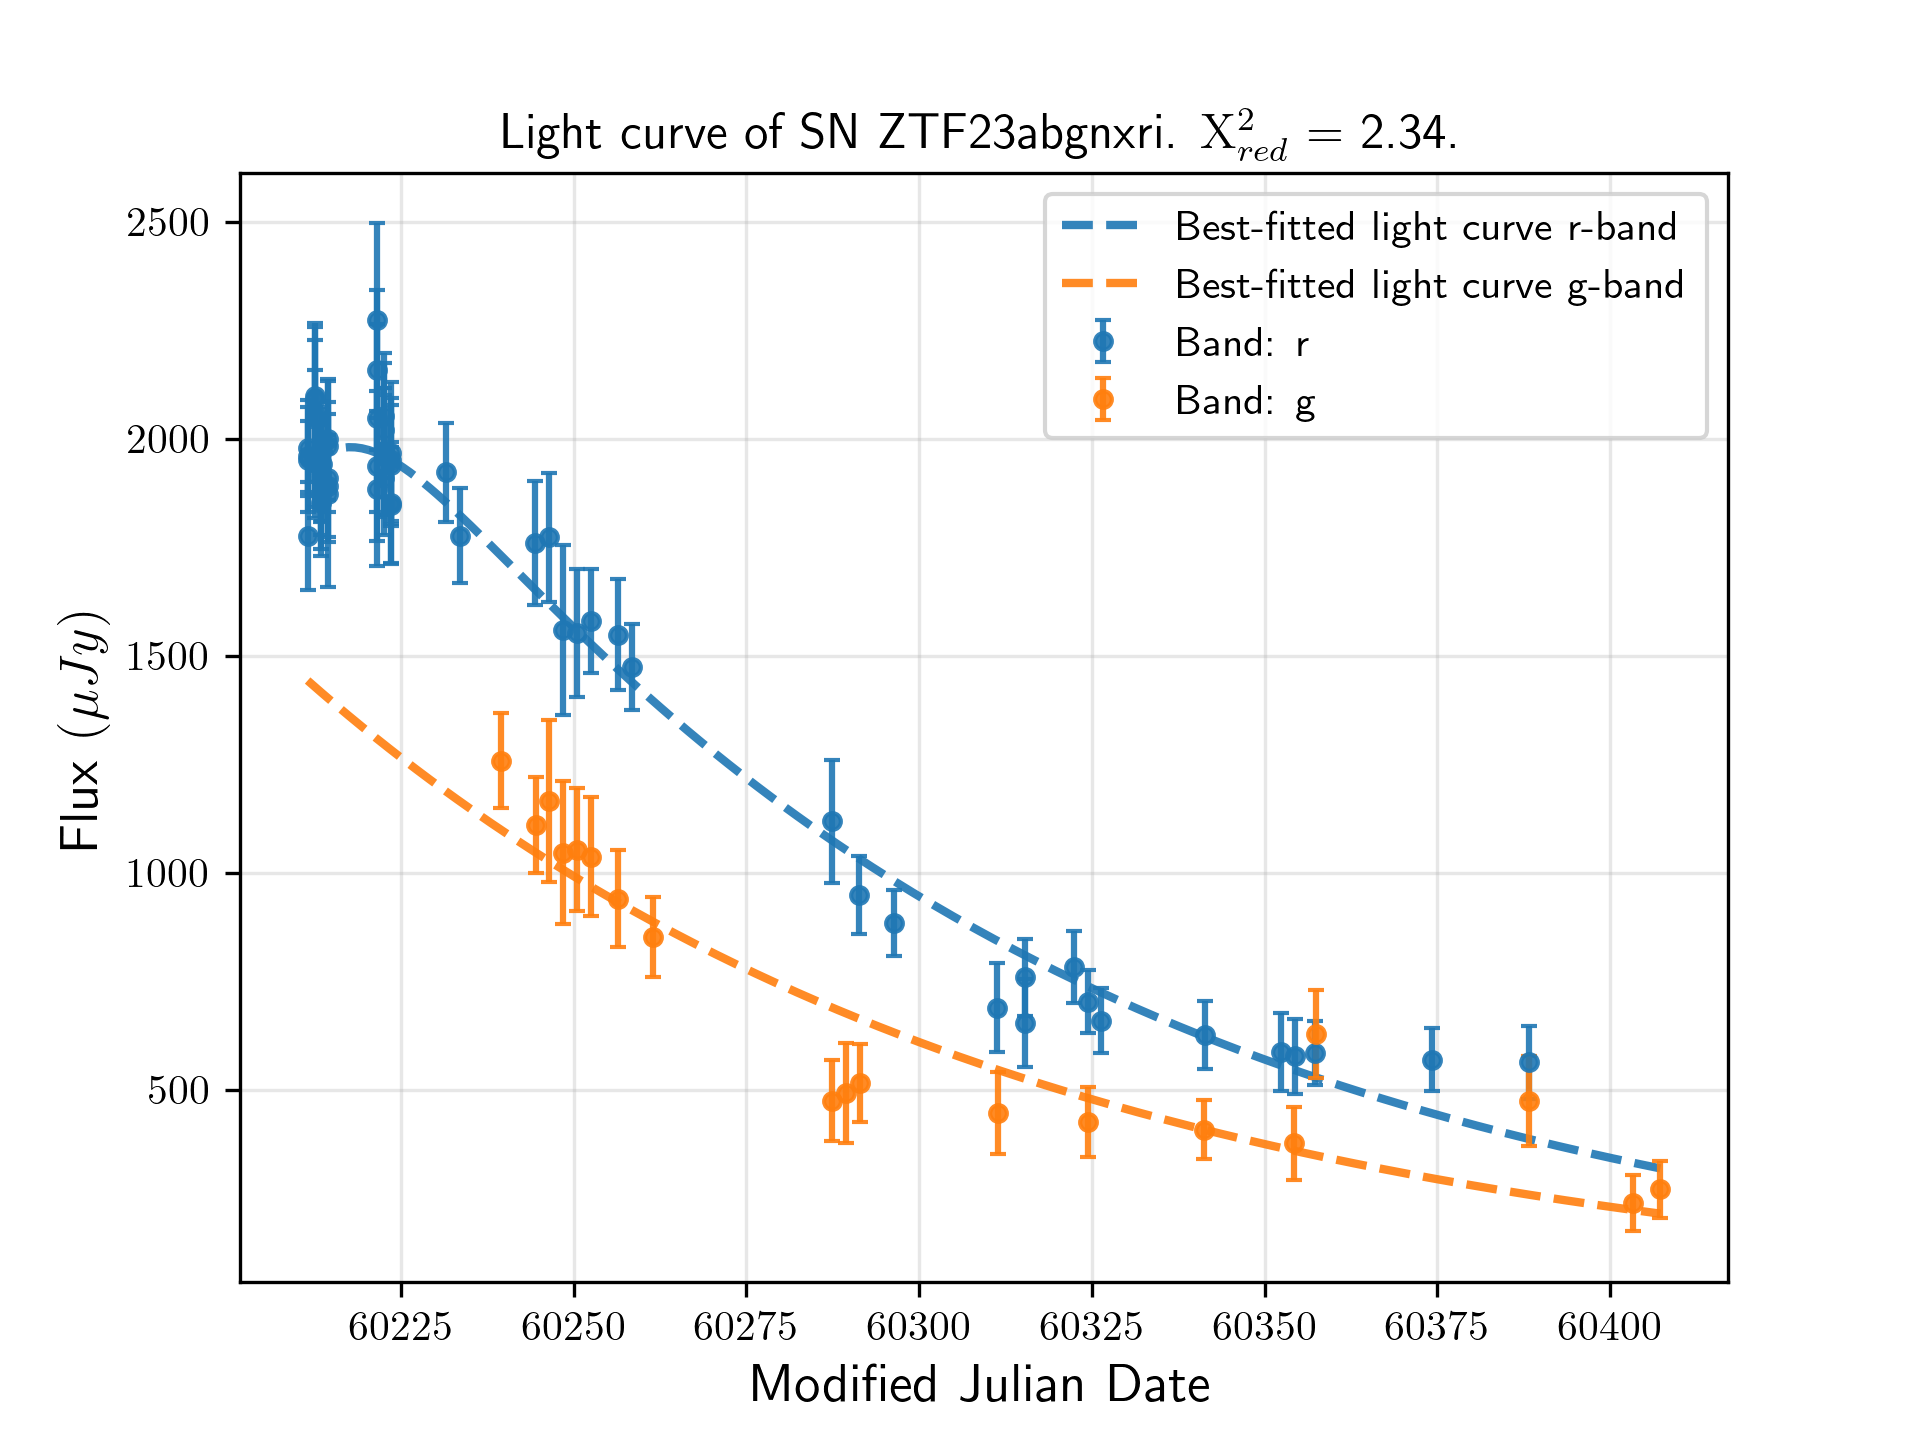 Light curve of SN ZTF23abgnxri. X²_red = 2.34.
Best-fitted light curve r-band
Best-fitted light curve g-band
Band: r
Band: g
2500
2000
1500
1000
500
Flux (μJy)
60225 60250 60275 60300 60325 60350 60375 60400
Modified Julian Date